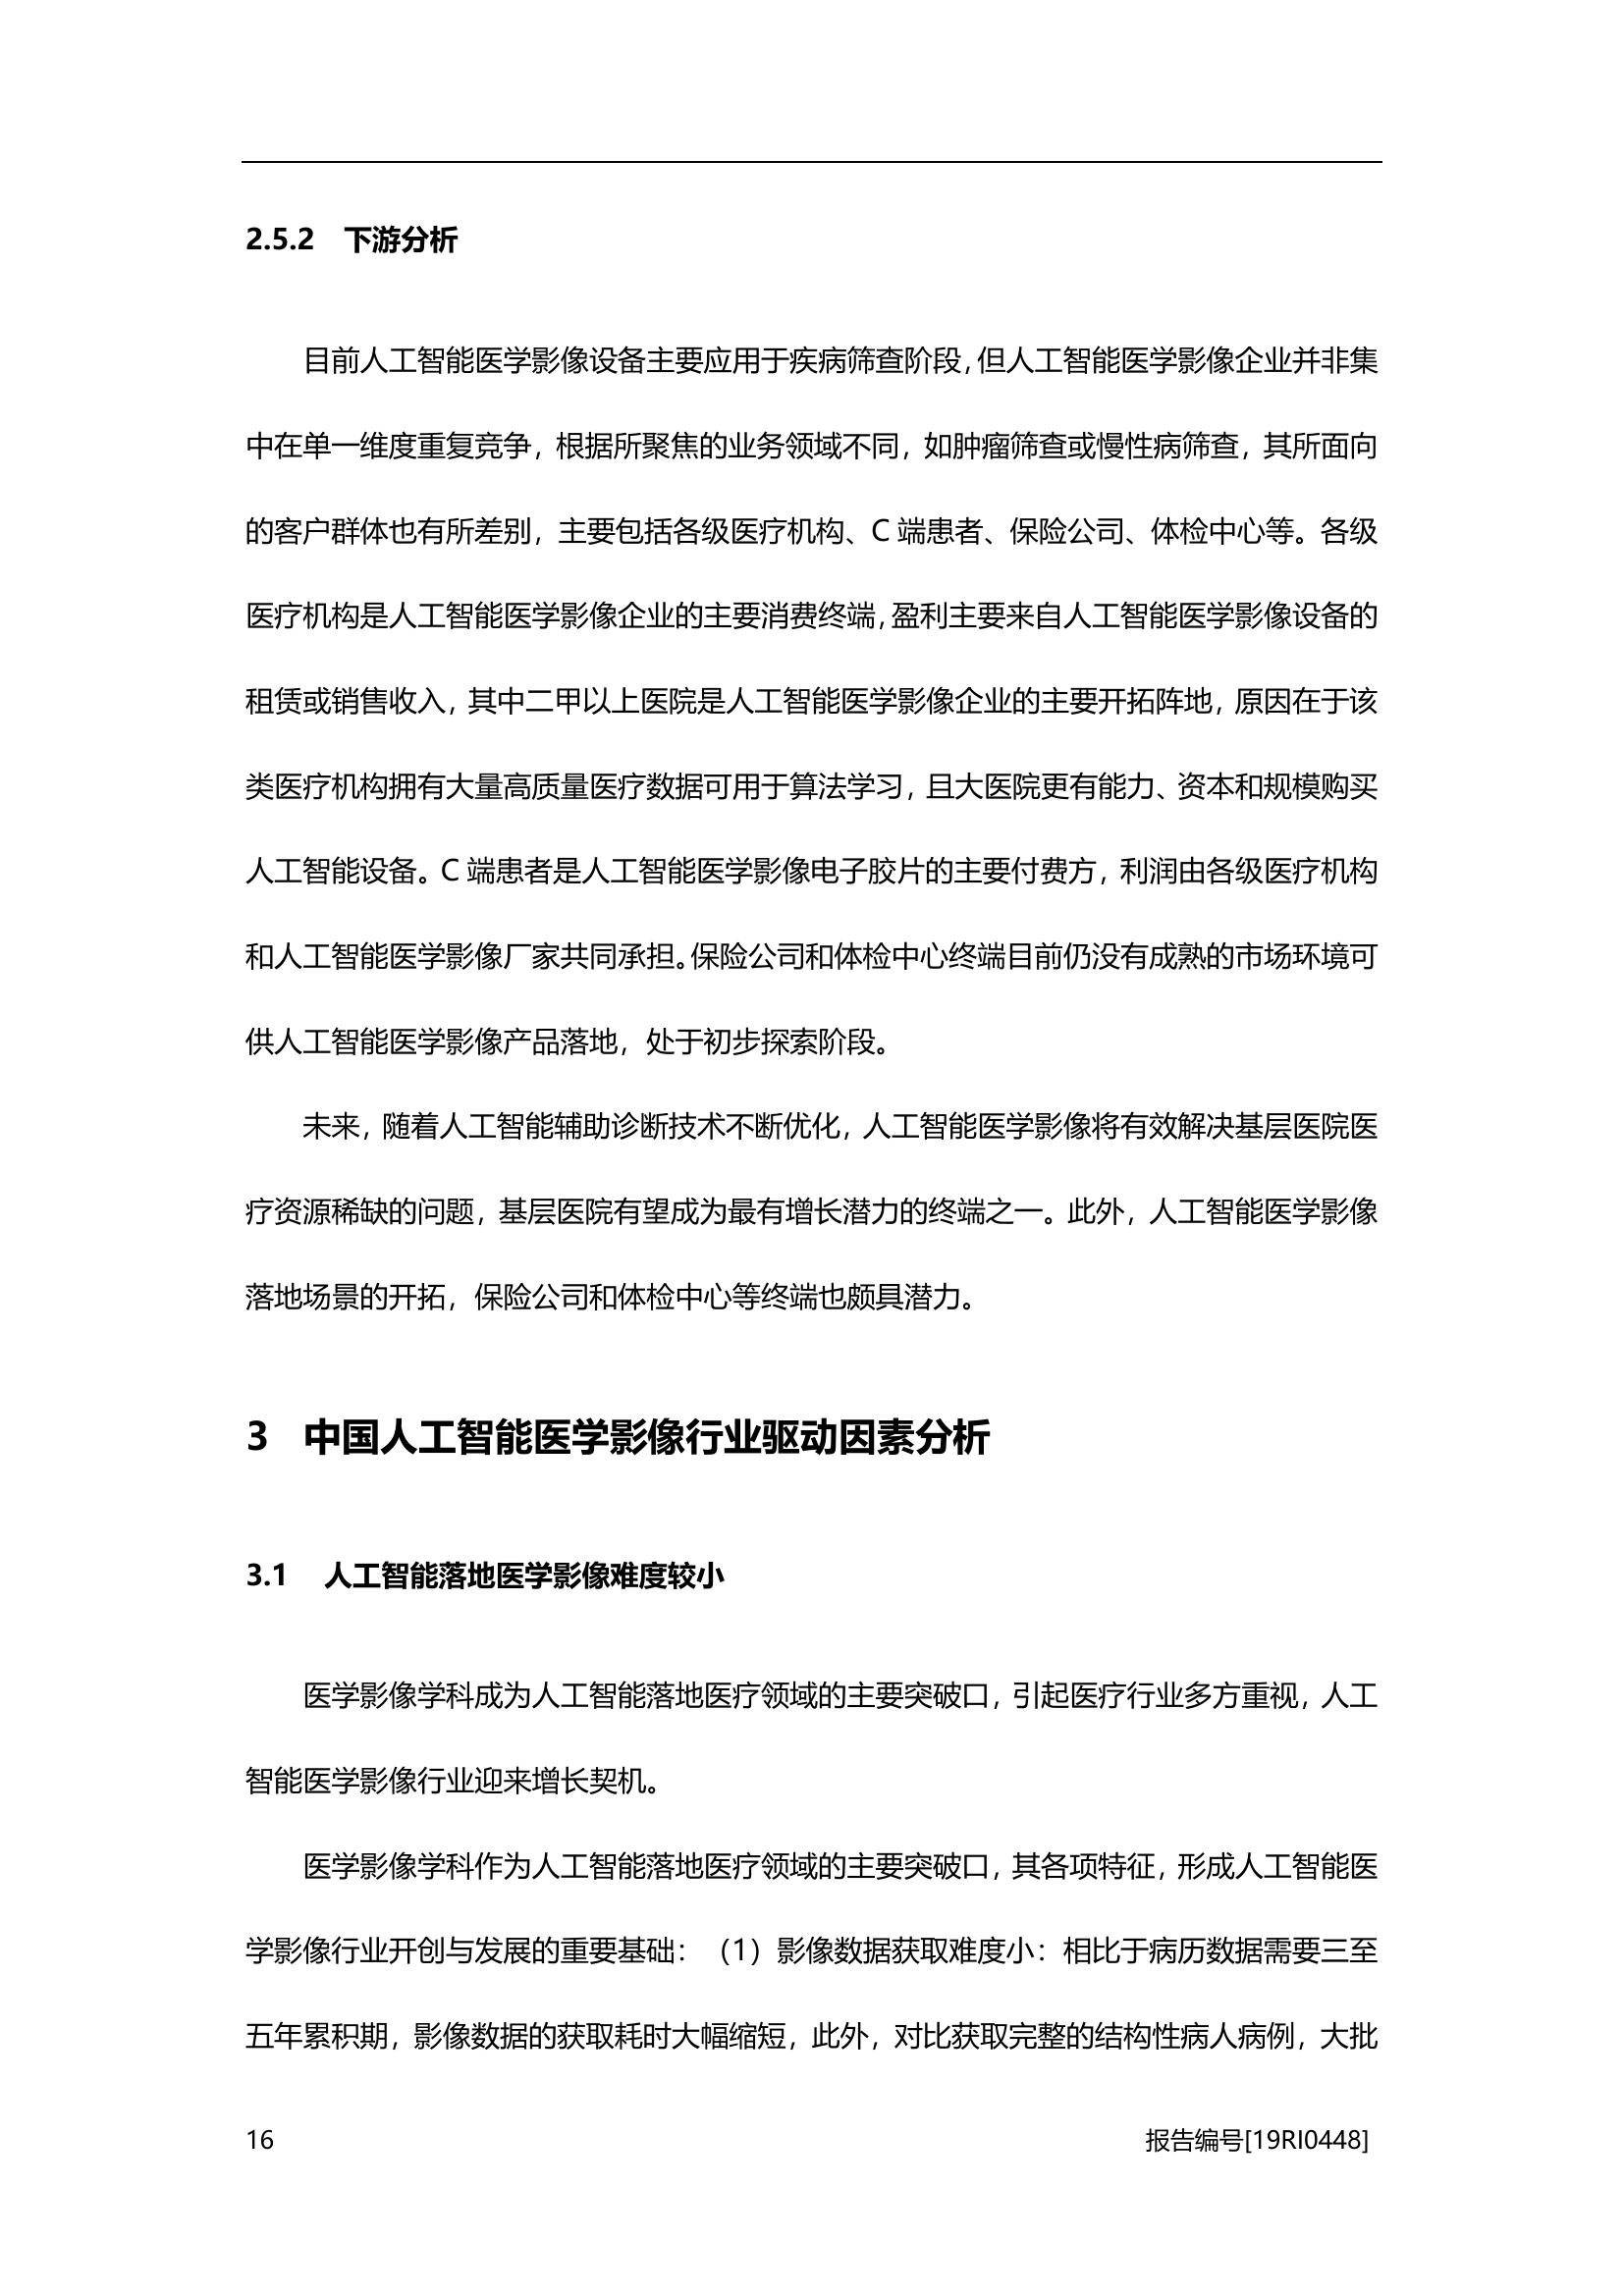 2.5.2 下游分析
目前人工智能医学影像设备主要应用于疾病筛查阶段，但人工智能医学影像企业并非集
中在单一维度重复竞争，根据所聚焦的业务领域不同，如肿瘤筛查或慢性病筛查，其所面向
的客户群体也有所差别，主要包括各级医疗机构、C 端患者、保险公司、体检中心等。各级
医疗机构是人工智能医学影像企业的主要消费终端，盈利主要来自人工智能医学影像设备的
租赁或销售收入，其中二甲以上医院是人工智能医学影像企业的主要开拓阵地，原因在于该
类医疗机构拥有大量高质量医疗数据可用于算法学习，且大医院更有能力、资本和规模购买
人工智能设备。C 端患者是人工智能医学影像电子胶片的主要付费方，利润由各级医疗机构
和人工智能医学影像厂家共同承担。保险公司和体检中心终端目前仍没有成熟的市场环境可
供人工智能医学影像产品落地，处于初步探索阶段。
未来，随着人工智能辅助诊断技术不断优化，人工智能医学影像将有效解决基层医院医
疗资源稀缺的问题，基层医院有望成为最有增长潜力的终端之一。此外，人工智能医学影像
落地场景的开拓，保险公司和体检中心等终端也颇具潜力。
3 中国人工智能医学影像行业驱动因素分析
3.1 人工智能落地医学影像难度较小
医学影像学科成为人工智能落地医疗领域的主要突破口，引起医疗行业多方重视，人工
智能医学影像行业迎来增长契机。
医学影像学科作为人工智能落地医疗领域的主要突破口，其各项特征，形成人工智能医
学影像行业开创与发展的重要基础：（1）影像数据获取难度小：相比于病历数据需要三至
五年累积期，影像数据的获取耗时大幅缩短，此外，对比获取完整的结构性病人病例，大批
16 报告编号[19RI0448]